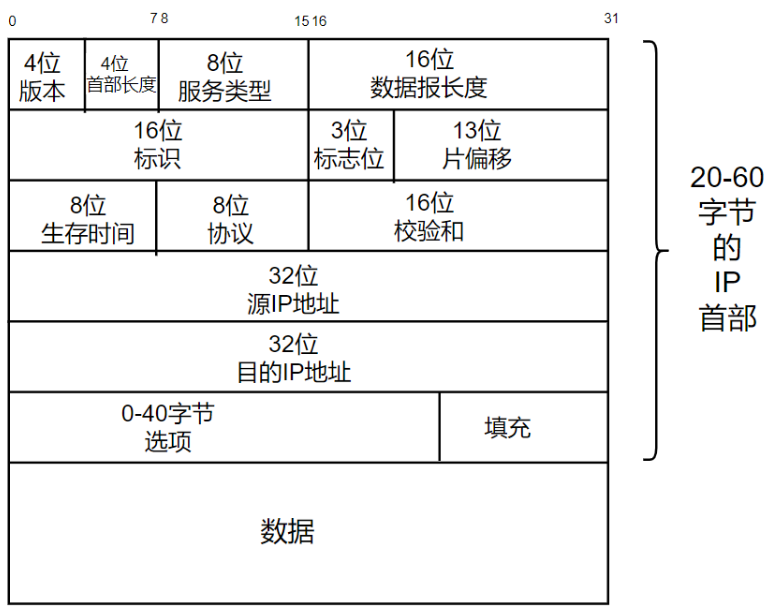 0 7 8 15 16 31
4位
版本
4位
首部长度
8位
服务类型
16位
数据报长度
16位
标识
3位
标志位
13位
片偏移
8位
生存时间
8位
协议
16位
校验和
32位
源IP地址
32位
目的IP地址
0-40字节
选项
填充
数据
20-60
字节
的
IP
首部